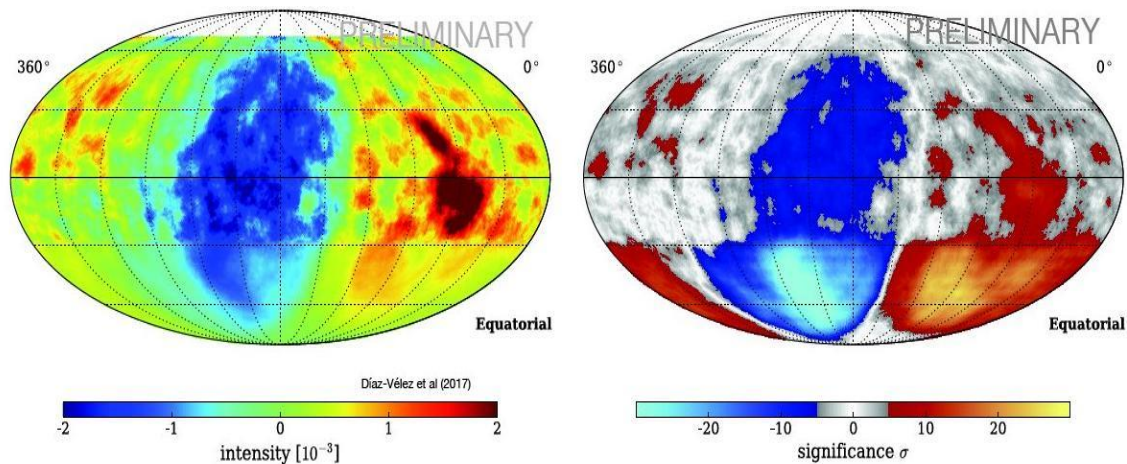 PRELIMINARY
360°
0°
Equatorial
Díaz-Vélez et al (2017)
-2 -1 0 1 2
intensity [10⁻³]
PRELIMINARY
360°
0°
Equatorial
-20 -10 0 10 20
significance σ